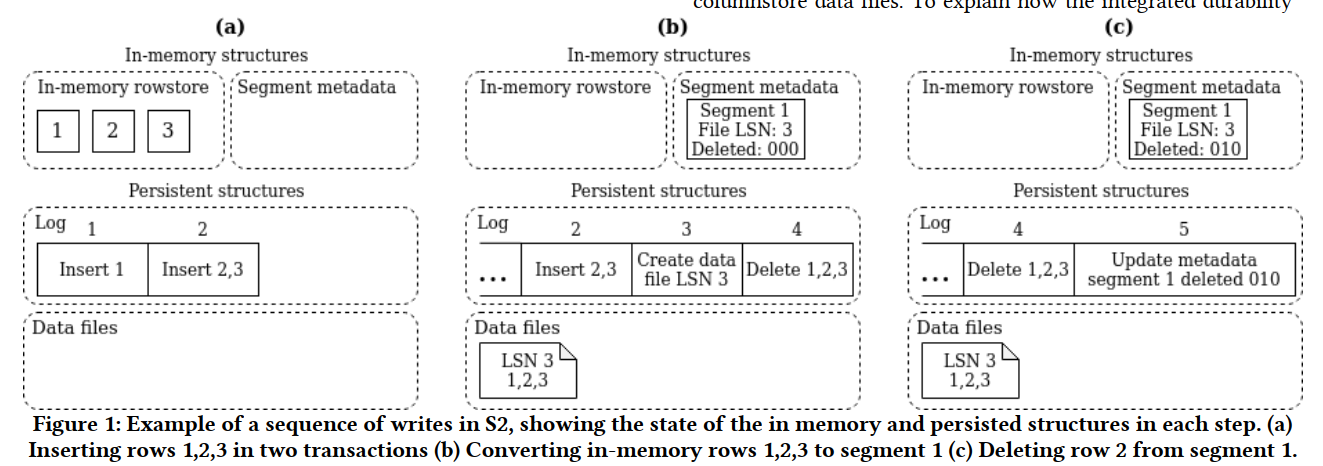 columnstore data files. To explain how the integrated durability
(a)
In-memory structures
In-memory rowstore
Segment metadata
1
2
3
Persistent structures
Log
1
2
Insert 1
Insert 2,3
Data files
(b)
In-memory structures
In-memory rowstore
Segment metadata
Segment 1
File LSN: 3
Deleted: 000
Persistent structures
Log
2
3
4
...
Insert 2,3
Create data
file LSN 3
Delete 1,2,3
Data files
LSN 3
1,2,3
(c)
In-memory structures
In-memory rowstore
Segment metadata
Segment 1
File LSN: 3
Deleted: 010
Persistent structures
Log
4
5
...
Delete 1,2,3
Update metadata
segment 1 deleted 010
Data files
LSN 3
1,2,3
Figure 1: Example of a sequence of writes in S2, showing the state of the in memory and persisted structures in each step. (a)
Inserting rows 1,2,3 in two transactions (b) Converting in-memory rows 1,2,3 to segment 1 (c) Deleting row 2 from segment 1.